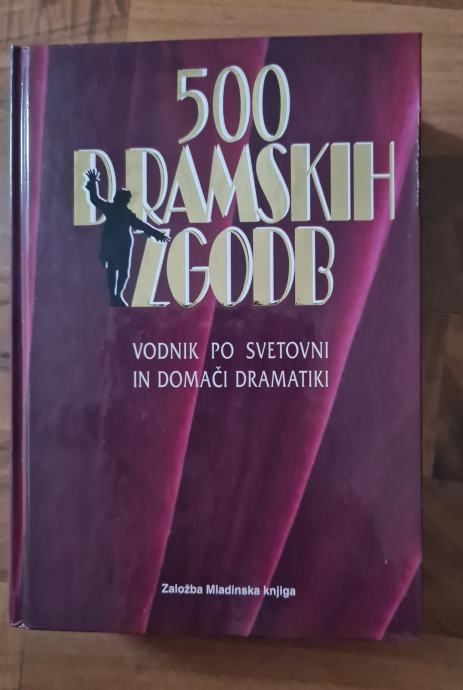 500
DRAMSKIH
ZGODB
VODNIK PO SVETOVNI
IN DOMAČI DRAMATIKI
Založba Mladinska knjiga